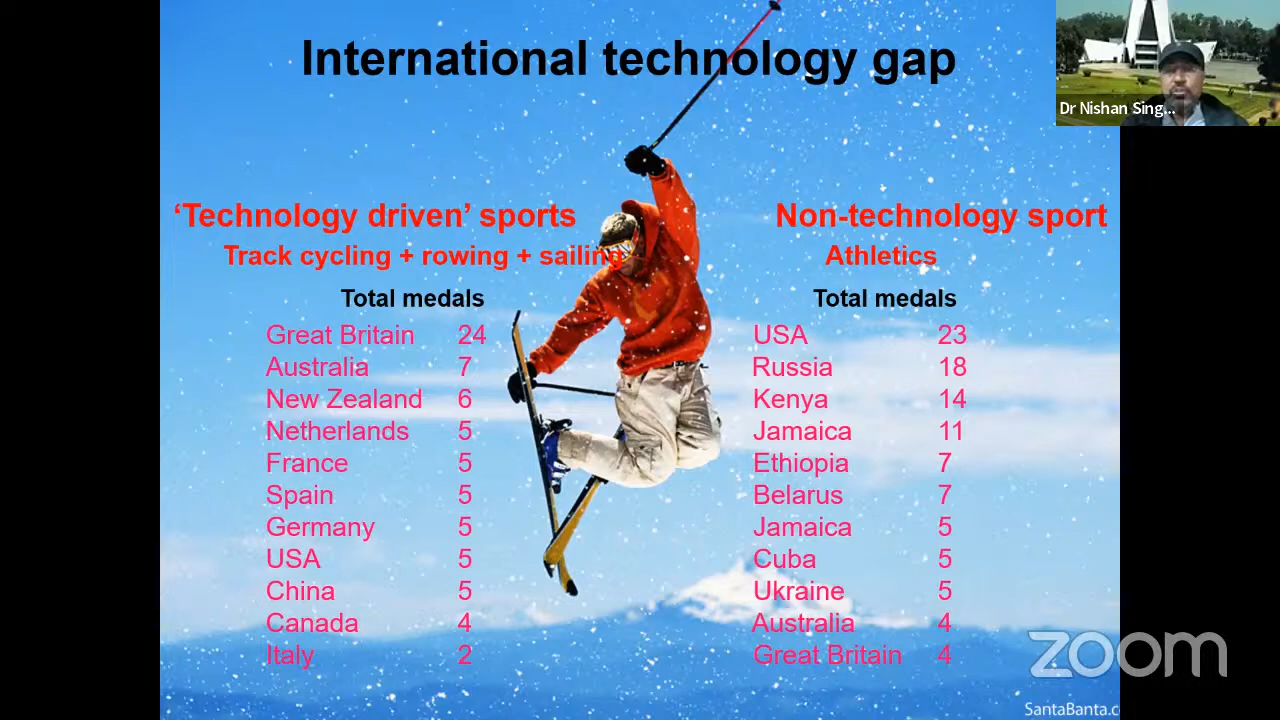 International technology gap
Dr Nishan Sing...
‘Technology driven’ sports
Track cycling + rowing + sailing
Total medals
Great Britain 24
Australia 7
New Zealand 6
Netherlands 5
France 5
Spain 5
Germany 5
USA 5
China 5
Canada 4
Italy 2
Non-technology sport
Athletics
Total medals
USA 23
Russia 18
Kenya 14
Jamaica 11
Ethiopia 7
Belarus 7
Jamaica 5
Cuba 5
Ukraine 5
Australia 4
Great Britain 4
zoom
SantaBanta.c